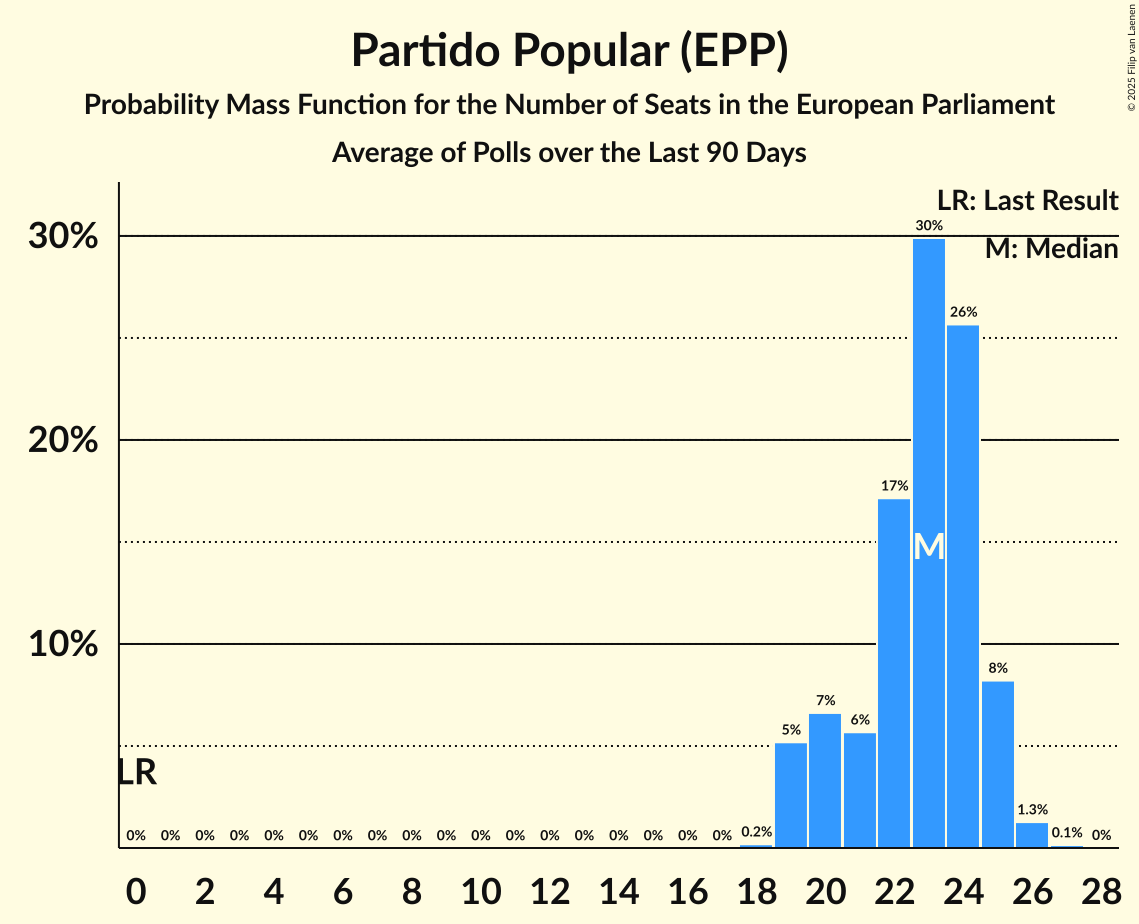 Partido Popular (EPP)
Probability Mass Function for the Number of Seats in the European Parliament
Average of Polls over the Last 90 Days
© 2025 Filip van Laenen
LR: Last Result
M: Median
30%
20%
10%
LR
M
0% 0% 0% 0% 0% 0% 0% 0% 0% 0% 0% 0% 0% 0% 0% 0% 0% 0% 0.2% 5% 7% 6% 17% 30% 26% 8% 1.3% 0.1% 0%
0 2 4 6 8 10 12 14 16 18 20 22 24 26 28